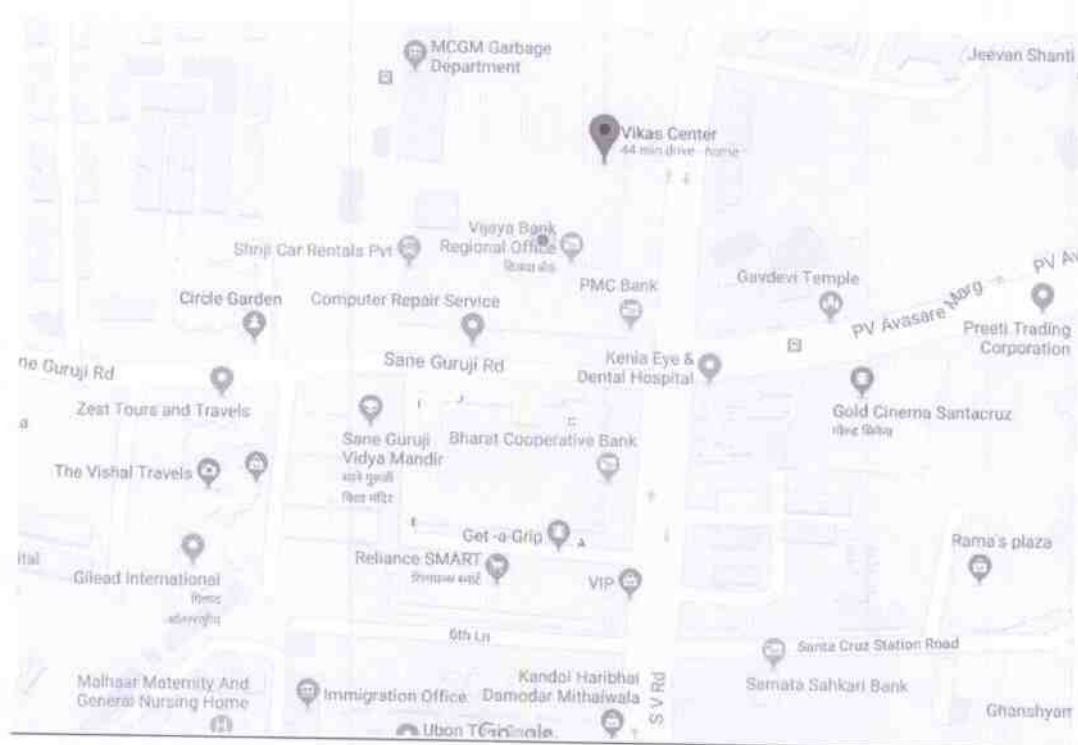 MCGM Garbage
Department
Jeevan Shanti
Vikas Center
44 min drive - home
Vijaya Bank
Regional Office
विजया बँक
Shriji Car Rentals Pvt
PMC Bank
Gavdevi Temple
PV Av
PV Avasare Marg
Circle Garden
Computer Repair Service
Preeti Trading
Corporation
ne Guruji Rd
Sane Guruji Rd
Kenia Eye &
Dental Hospital
Zest Tours and Travels
Gold Cinema Santacruz
गोल्ड सिनेमा
a
Sane Guruji
Vidya Mandir
साने गुरुजी
विद्या मंदिर
Bharat Cooperative Bank
The Vishal Travels
Get -a-Grip
Rama's plaza
ital
Reliance SMART
रिलायन्स स्मार्ट
VIP
Gilead International
गिलाद
6th Ln
Santa Cruz Station Road
Malhaar Maternity And
General Nursing Home
Immigration Office
Kandoi Haribhai
Damodar Mithaiwala
S V Rd
Samata Sahkari Bank
Ghanshyam
Ubon T
Google